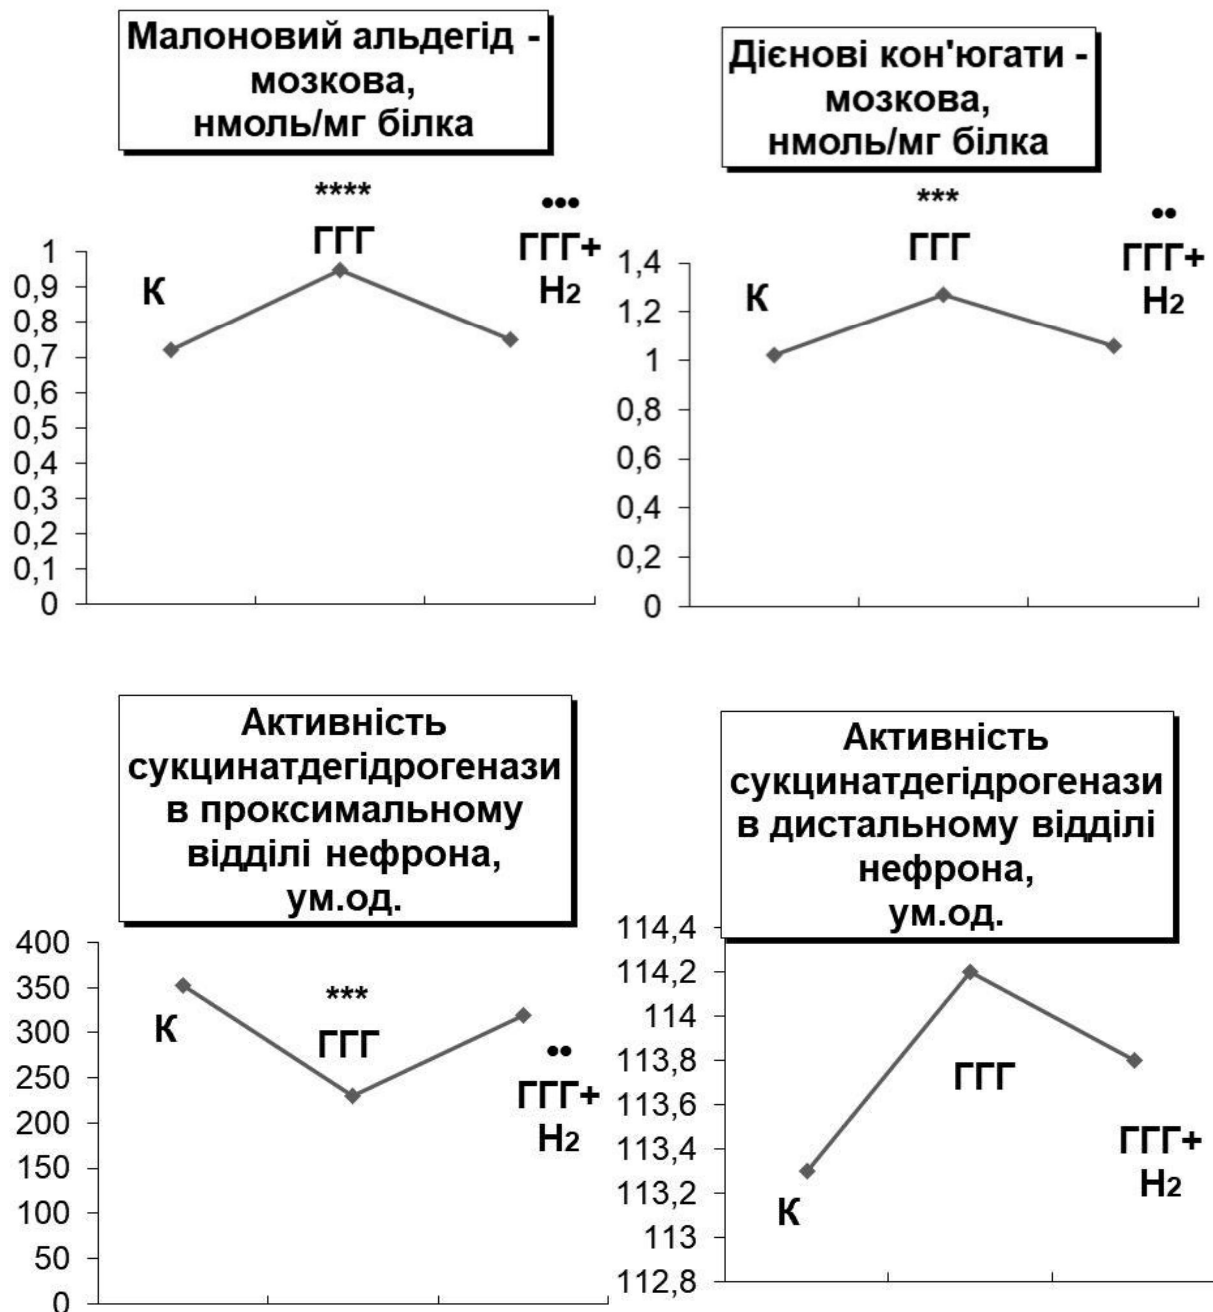 Малоновий альдегід -
мозкова,
нмоль/мг білка
****
ГГГ
•••
ГГГ+
H2
К
1
0,9
0,8
0,7
0,6
0,5
0,4
0,3
0,2
0,1
0
Дієнові кон'югати -
мозкова,
нмоль/мг білка
***
ГГГ
••
ГГГ+
H2
К
1,4
1,2
1
0,8
0,6
0,4
0,2
0
Активність
сукцинатдегідрогенази
в проксимальному
відділі нефрона,
ум.од.
400
350
300
250
200
150
100
50
0
К
***
ГГГ
••
ГГГ+
H2
Активність
сукцинатдегідрогенази
в дистальному відділі
нефрона,
ум.од.
114,4
114,2
114
113,8
113,6
113,4
113,2
113
112,8
К
ГГГ
ГГГ+
H2